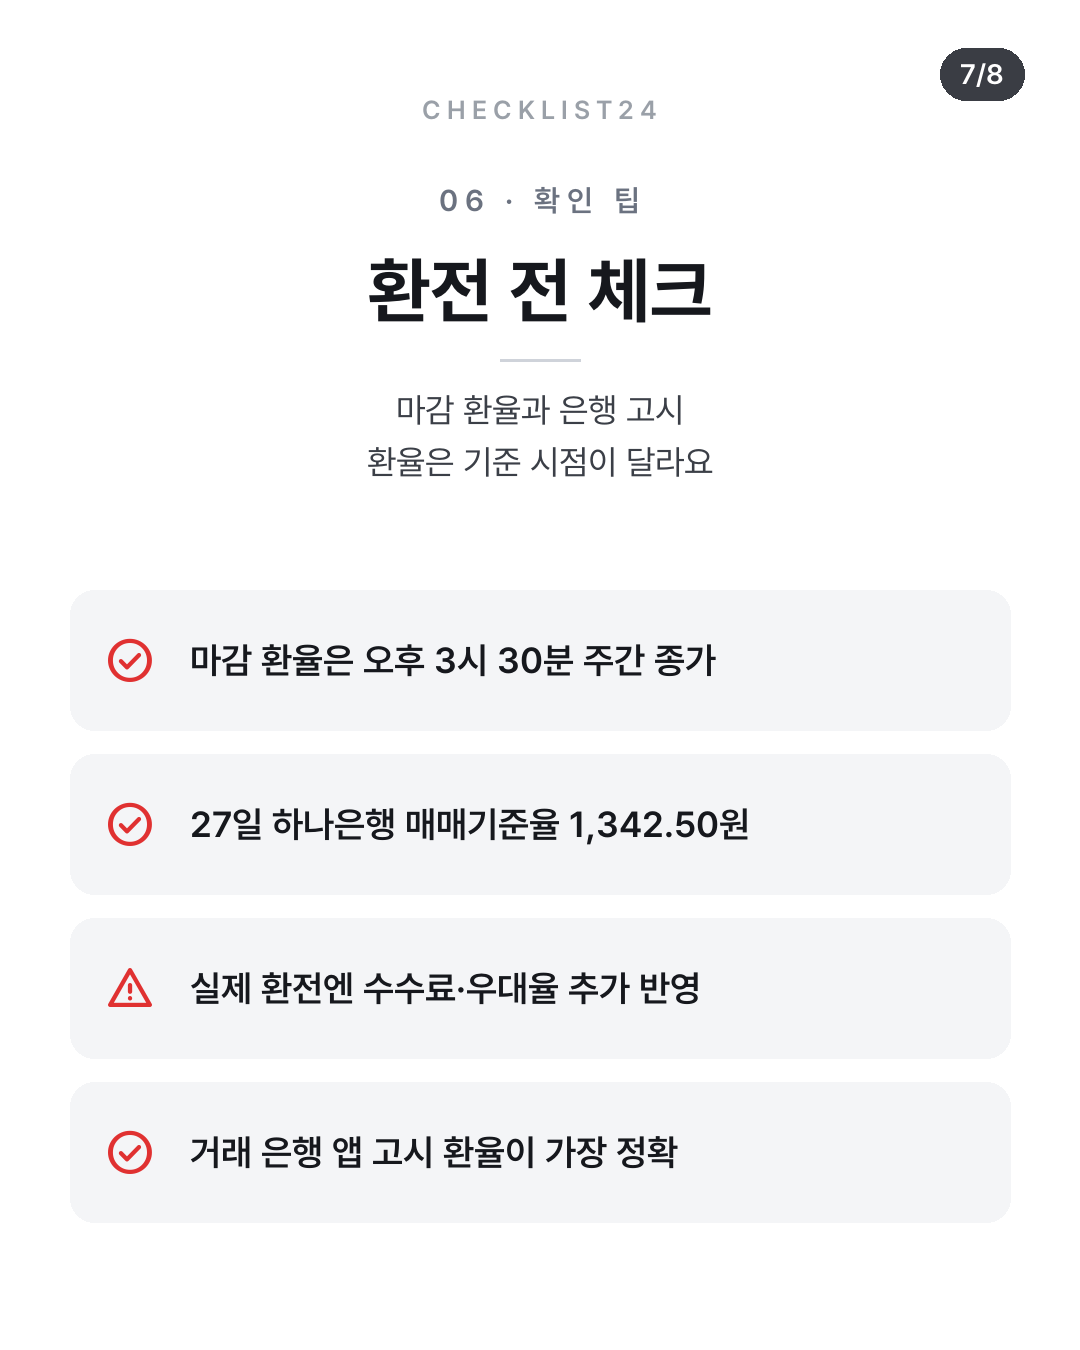 7/8
CHECKLIST24
06 · 확인 팁
환전 전 체크
마감 환율과 은행 고시
환율은 기준 시점이 달라요
마감 환율은 오후 3시 30분 주간 종가
27일 하나은행 매매기준율 1,342.50원
실제 환전엔 수수료·우대율 추가 반영
거래 은행 앱 고시 환율이 가장 정확